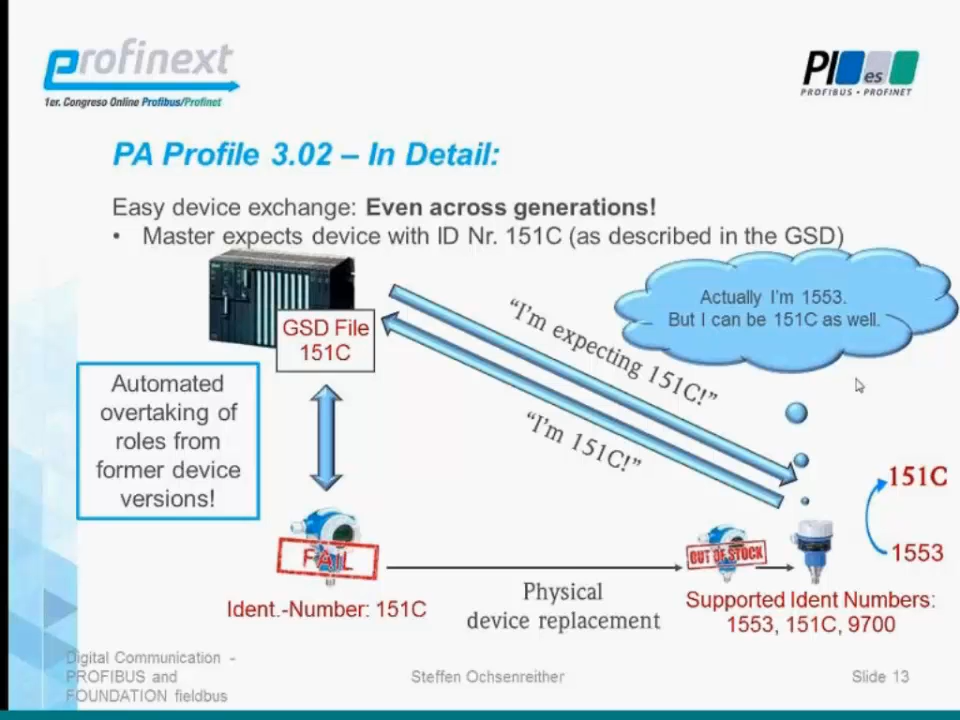 profinext
1er. Congreso Online Profibus/Profinet
PI es
PROFIBUS • PROFINET
PA Profile 3.02 – In Detail:
Easy device exchange: Even across generations!
• Master expects device with ID Nr. 151C (as described in the GSD)
Actually I'm 1553.
But I can be 151C as well.
GSD File
151C
“I'm expecting 151C!”
“I'm 151C!”
Automated
overtaking of
roles from
former device
versions!
151C
1553
FAIL
OUT OF STOCK
Ident.-Number: 151C
Physical
device replacement
Supported Ident Numbers:
1553, 151C, 9700
Digital Communication -
PROFIBUS and
FOUNDATION fieldbus
Steffen Ochsenreither
Slide 13